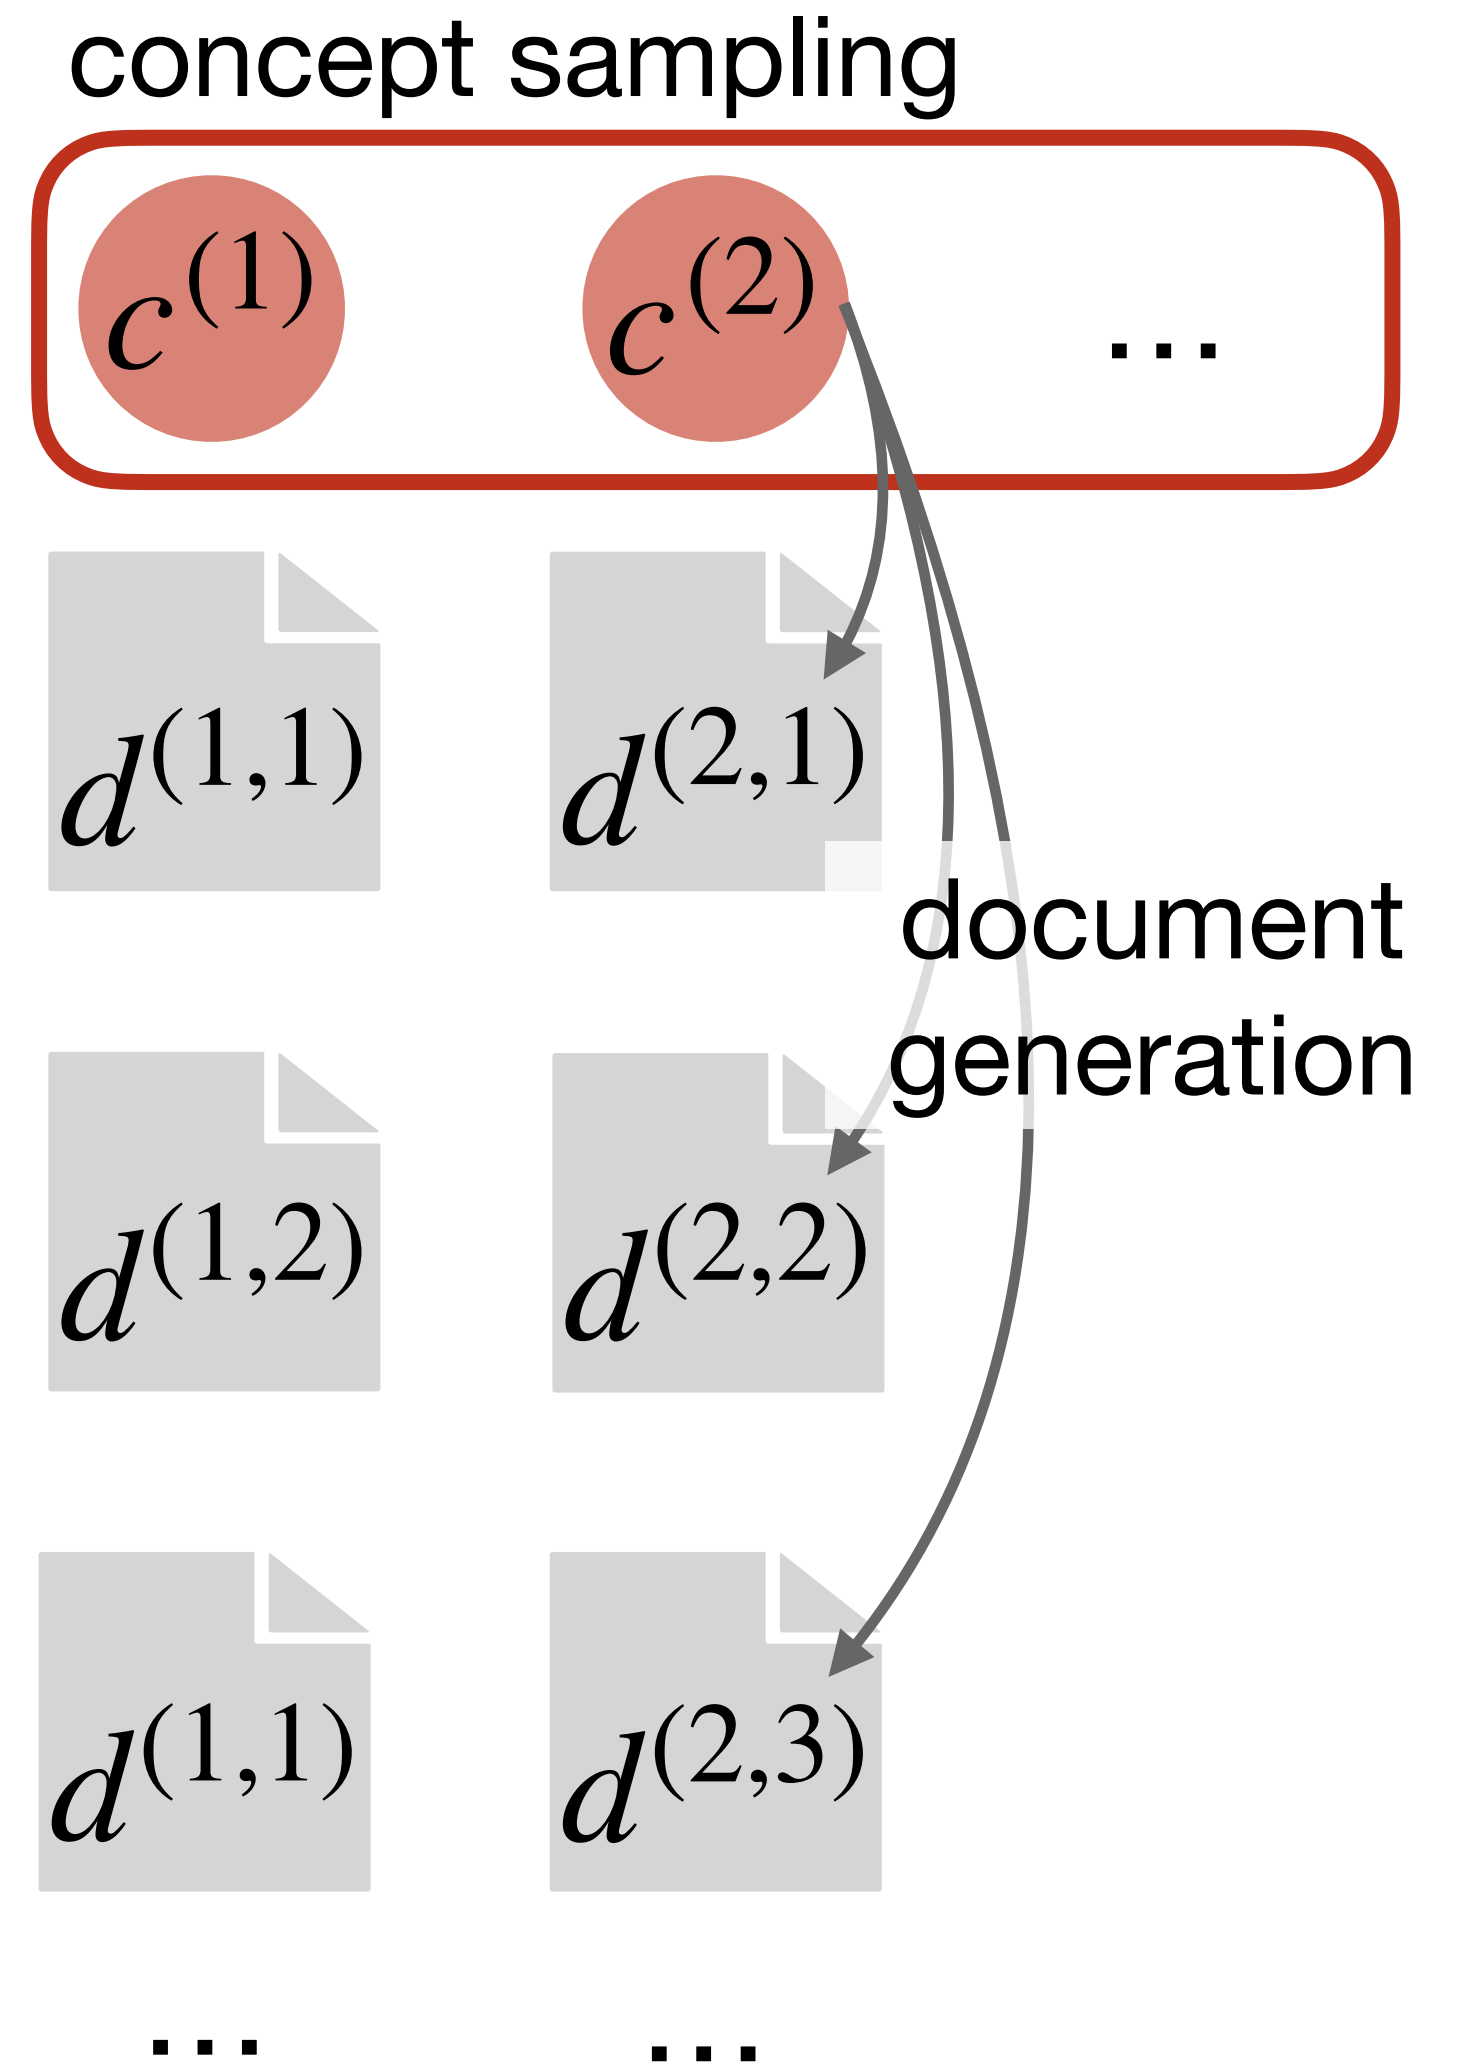 concept sampling
c^(1) c^(2) ...
d^(1,1) d^(2,1)
document
generation
d^(1,2) d^(2,2)
d^(1,1) d^(2,3)
... ...